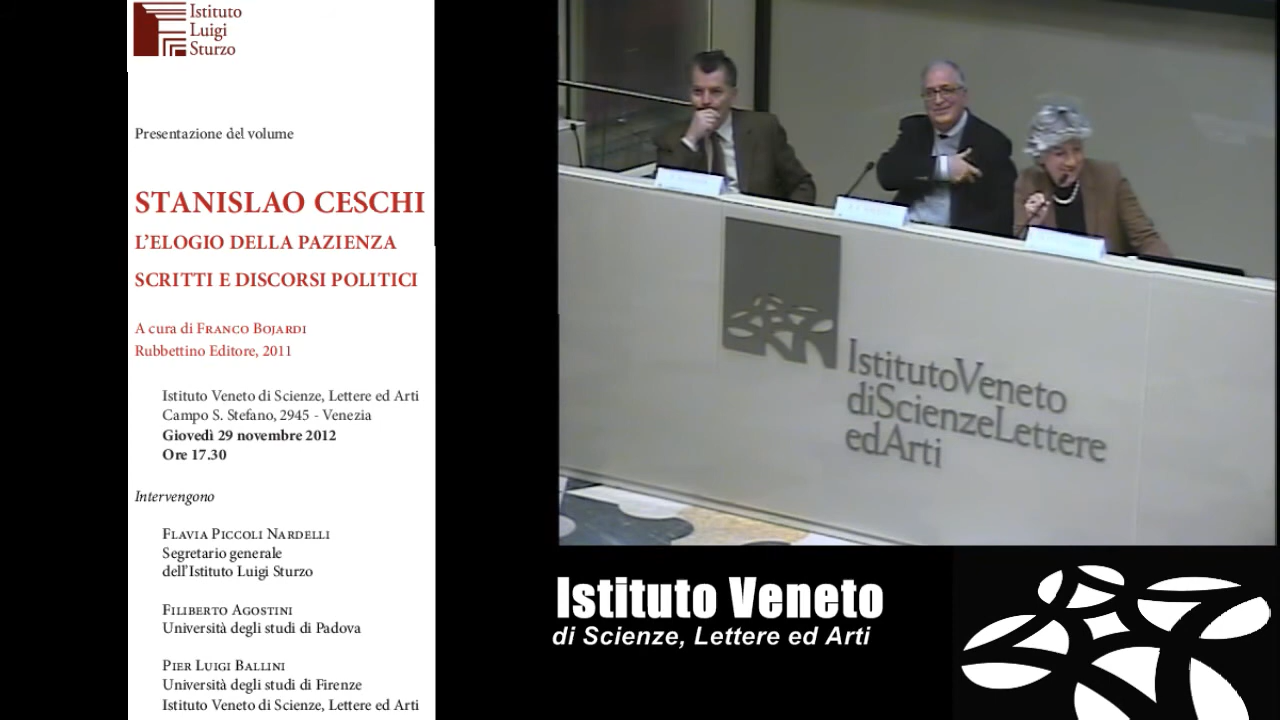 Istituto
Luigi
Sturzo
Presentazione del volume
STANISLAO CESCHI
L'ELOGIO DELLA PAZIENZA
SCRITTI E DISCORSI POLITICI
A cura di FRANCO BOJARDI
Rubbettino Editore, 2011
Istituto Veneto di Scienze, Lettere ed Arti
Campo S. Stefano, 2945 - Venezia
Giovedì 29 novembre 2012
Ore 17.30
Intervengono
FLAVIA PICCOLI NARDELLI
Segretario generale
dell'Istituto Luigi Sturzo
FILIBERTO AGOSTINI
Università degli studi di Padova
PIER LUIGI BALLINI
Università degli studi di Firenze
Istituto Veneto di Scienze, Lettere ed Arti
IstitutoVeneto
diScienzeLettere
edArti
Istituto Veneto
di Scienze, Lettere ed Arti